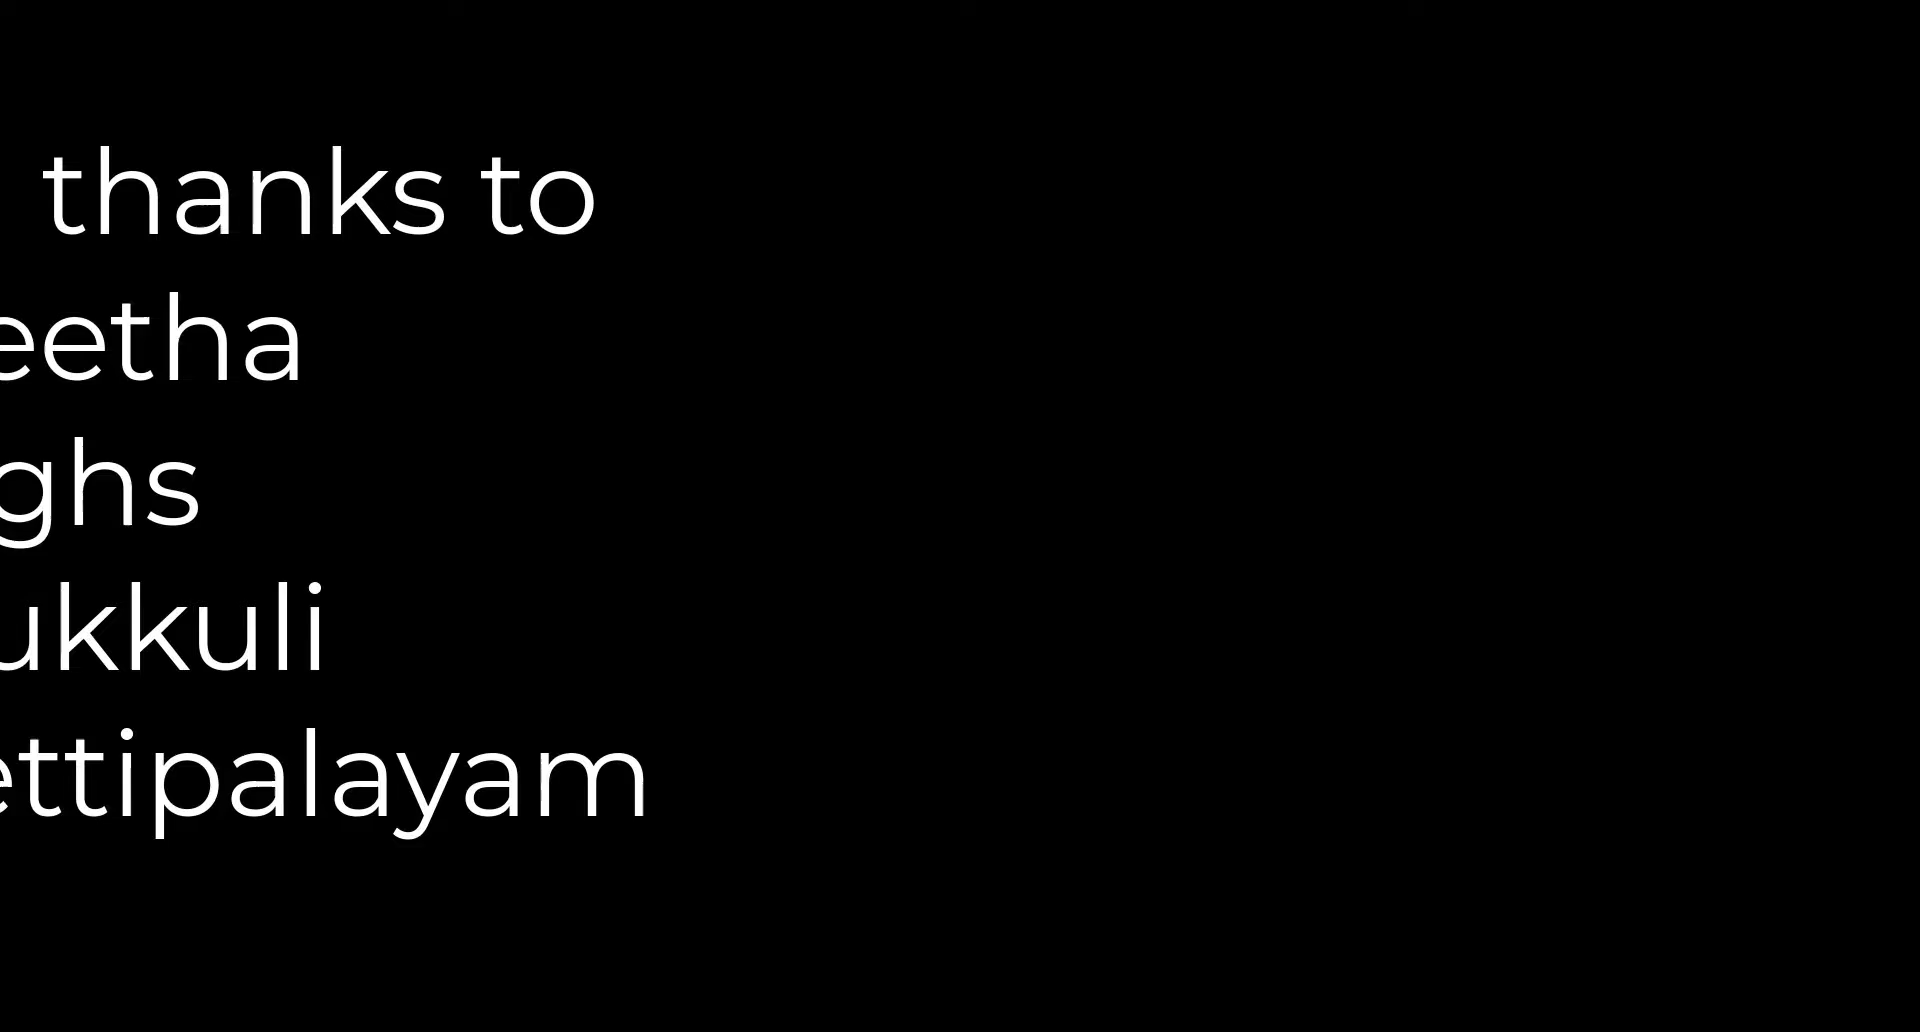 thanks to
eetha
ghs
ukkuli
ettipalayam